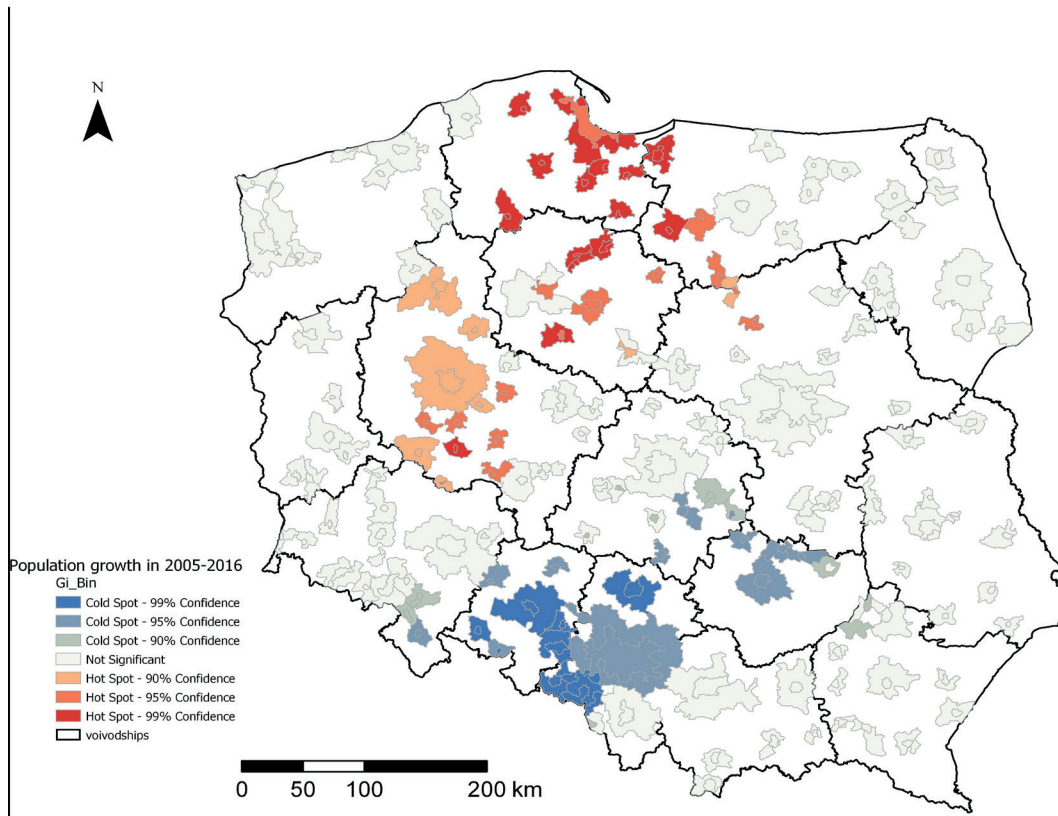 N
Population growth in 2005-2016
Gi_Bin
Cold Spot - 99% Confidence
Cold Spot - 95% Confidence
Cold Spot - 90% Confidence
Not Significant
Hot Spot - 90% Confidence
Hot Spot - 95% Confidence
Hot Spot - 99% Confidence
voivodships
0 50 100 200 km